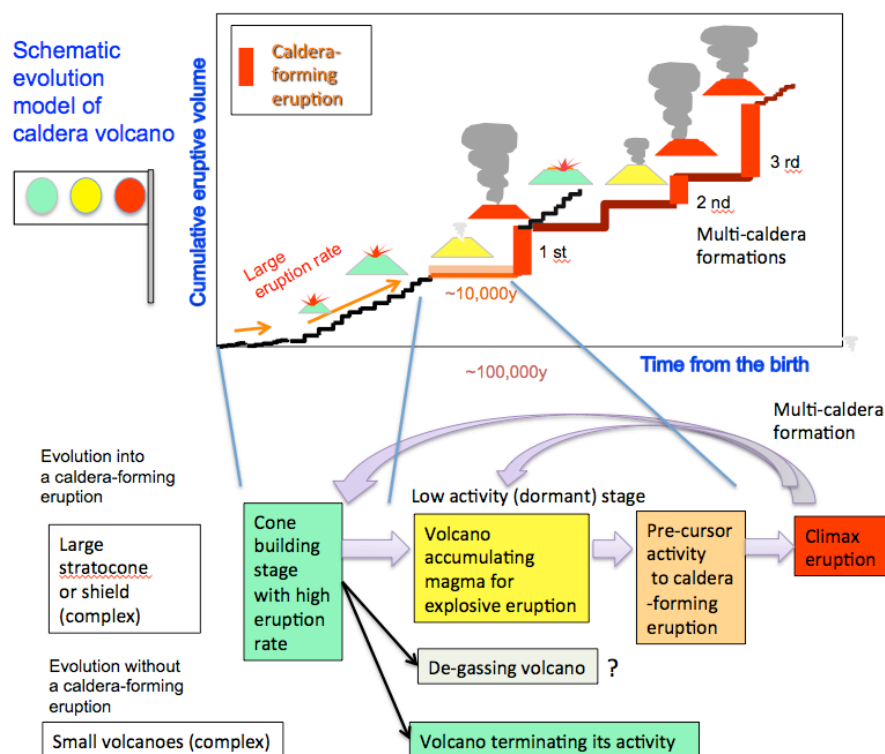 Schematic
evolution
model of
caldera volcano
Cumulative eruptive volume
Caldera-
forming
eruption
Large
eruption rate
1 st
2 nd
3 rd
Multi-caldera
formations
~10,000y
~100,000y
Time from the birth
Multi-caldera
formation
Evolution into
a caldera-forming
eruption
Low activity (dormant) stage
Large
stratocone
or shield
(complex)
Cone
building
stage
with high
eruption
rate
Volcano
accumulating
magma for
explosive eruption
Pre-cursor
activity
to caldera
-forming
eruption
Climax
eruption
Evolution without
a caldera-forming
eruption
De-gassing volcano ?
Small volcanoes (complex)
Volcano terminating its activity